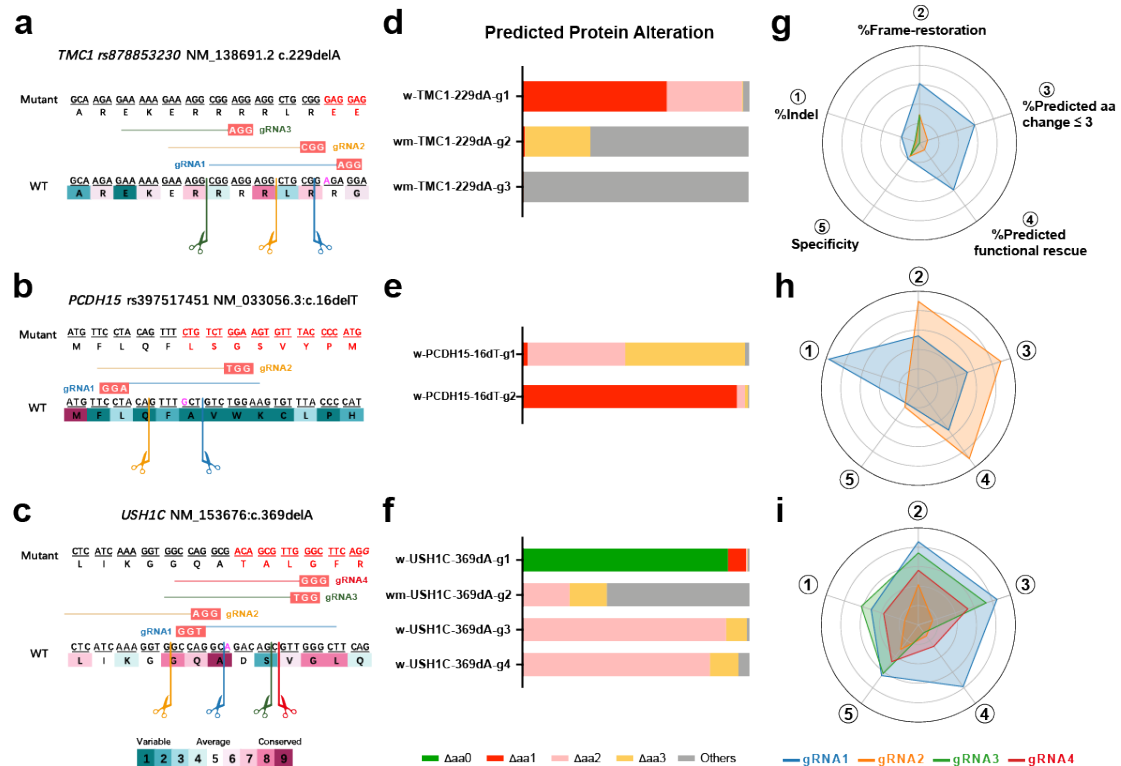 a
TMC1 rs878853230 NM_138691.2 c.229delA
Mutant GCA AGA GAA AAA GAA AGG CGG AGG AGG CTG CGG GAG GAG
A R E K E R R R R L R E E
AGG gRNA3
CGG gRNA2
gRNA1 AGG
WT GCA AGA GAA AAA GAA AGG CGG AGG AGG CTG CGG AGA GGA
A R E K E R R R R L R R G
b
PCDH15 rs397517451 NM_033056.3:c.16delT
Mutant ATG TTC CTA CAG TTT CTG TCT GGA AGT GTT TAC CCC ATG
M F L Q F L S G S V Y P M
TGG gRNA2
gRNA1 GGA
WT ATG TTC CTA CAG TTT GCT GTC TGG AAG TGT TTA CCC CAT
M F L Q F A V W K C L P H
c
USH1C NM_153676:c.369delA
Mutant CTC ATC AAA GGT GGC CAG GCG ACA GCG TTG GGC TTC AGG
L I K G G Q A T A L G F R
GGG gRNA4
TGG gRNA3
AGG gRNA2
gRNA1 GGT
WT CTC ATC AAA GGT GGC CAG GCA GAC AGC GTT GGG CTT CAG
L I K G G Q A D S V G L Q
Variable Average Conserved
1 2 3 4 5 6 7 8 9
d
Predicted Protein Alteration
w-TMC1-229dA-g1
wm-TMC1-229dA-g2
wm-TMC1-229dA-g3
e
w-PCDH15-16dT-g1
w-PCDH15-16dT-g2
f
w-USH1C-369dA-g1
wm-USH1C-369dA-g2
w-USH1C-369dA-g3
w-USH1C-369dA-g4
Δaa0 Δaa1 Δaa2 Δaa3 Others
g
②
%Frame-restoration
①
%Indel
③
%Predicted aa
change ≤ 3
⑤
Specificity
④
%Predicted
functional rescue
h
②
①
③
⑤
④
i
②
①
③
⑤
④
gRNA1 gRNA2 gRNA3 gRNA4